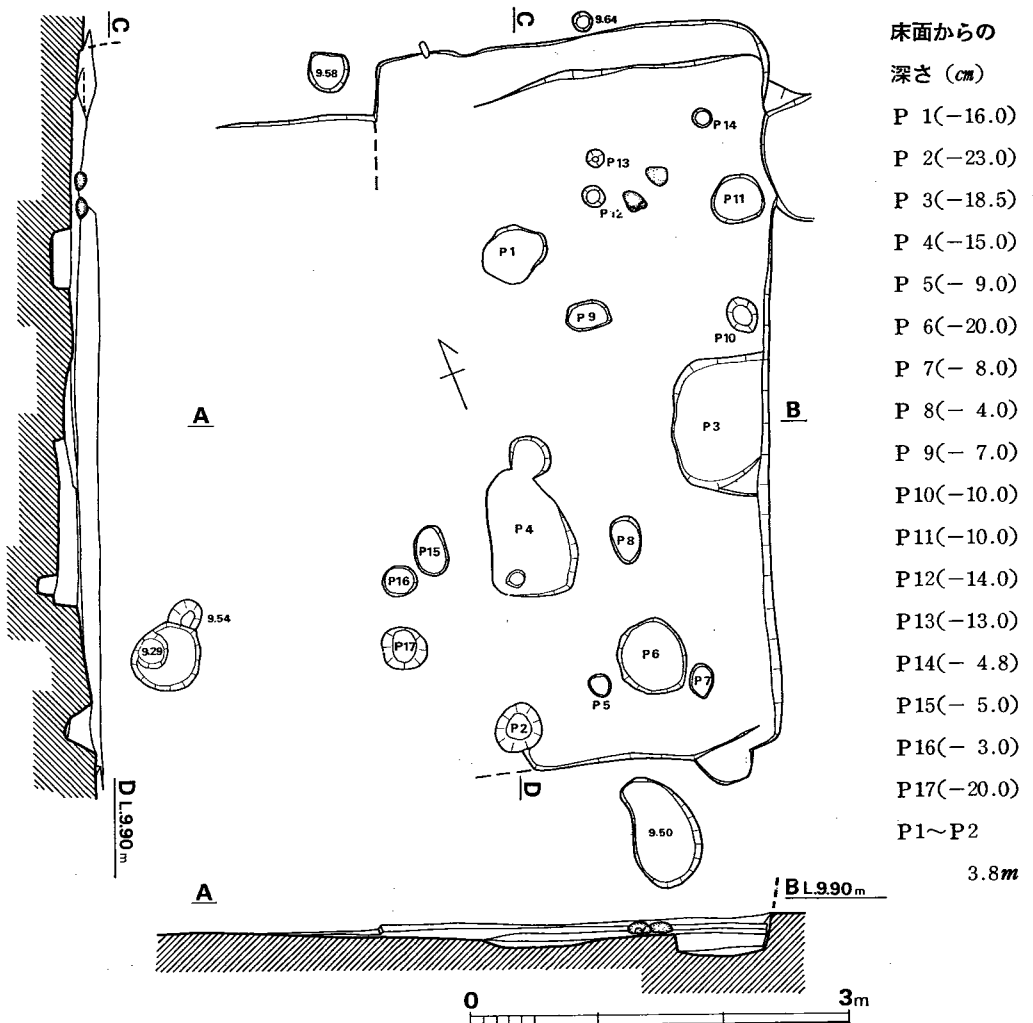 床面からの
深さ (cm)
P 1(−16.0)
P 2(−23.0)
P 3(−18.5)
P 4(−15.0)
P 5(− 9.0)
P 6(−20.0)
P 7(− 8.0)
P 8(− 4.0)
P 9(− 7.0)
P10(−10.0)
P11(−10.0)
P12(−14.0)
P13(−13.0)
P14(− 4.8)
P15(− 5.0)
P16(− 3.0)
P17(−20.0)
P1〜P2
3.8m
C
C
9.64
9.58
P14
P13
P12
P11
P1
P9
P10
A
B
P3
P4
P15
P8
P16
9.54
9.29
P17
P6
P7
P5
P2
D
D L.9.90m
9.50
A
B L.9.90m
0 3m